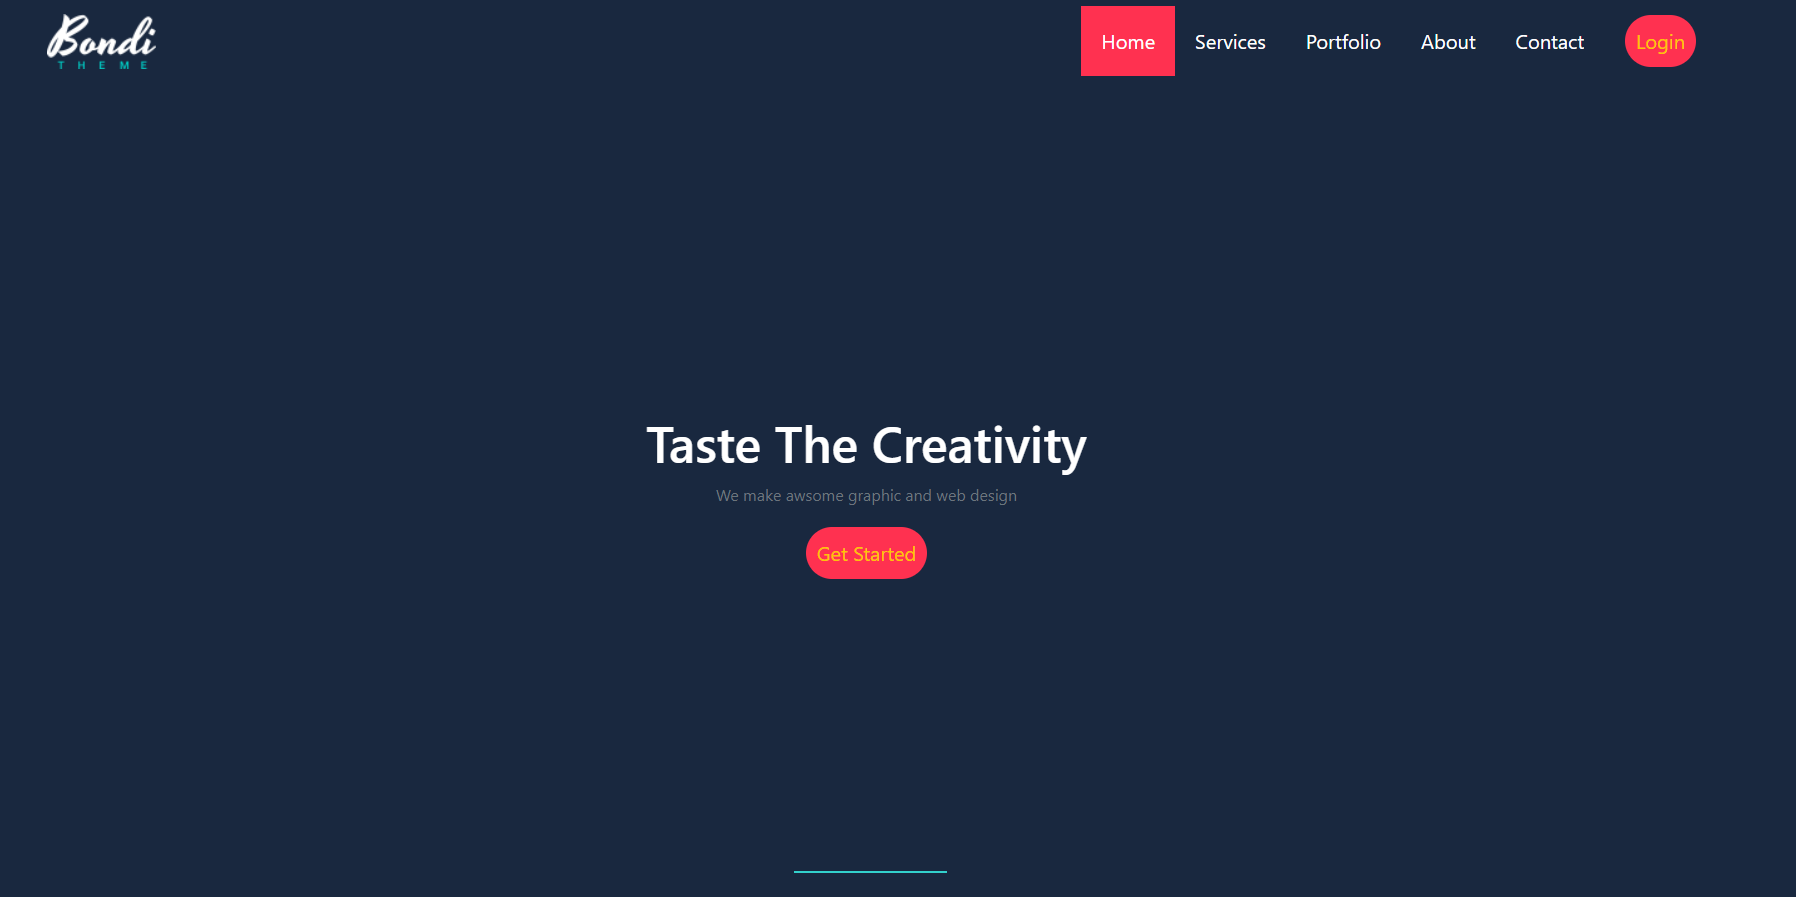 Bondi
THEME
Home Services Portfolio About Contact Login
Taste The Creativity
We make awsome graphic and web design
Get Started